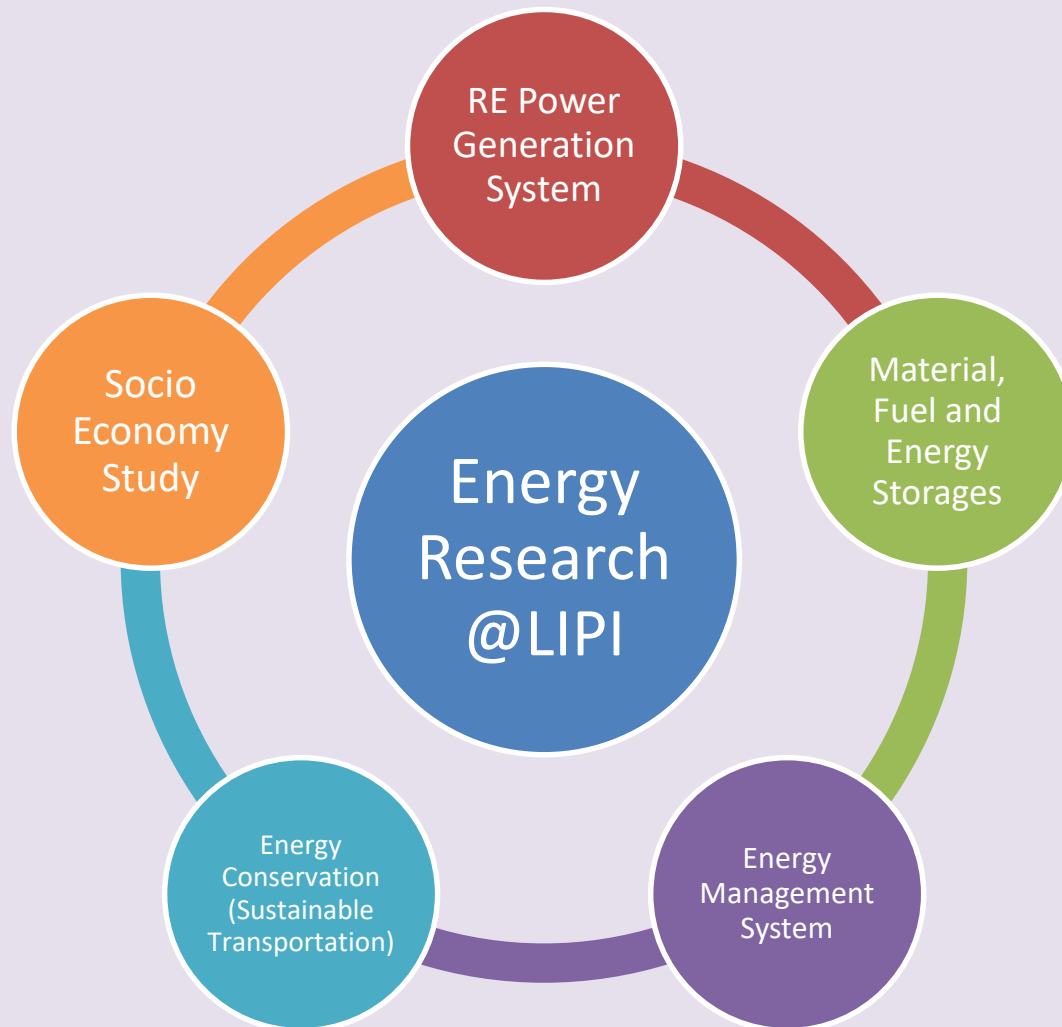 RE Power
Generation
System
Material,
Fuel and
Energy
Storages
Energy
Management
System
Energy
Conservation
(Sustainable
Transportation)
Socio
Economy
Study
Energy
Research
@LIPI